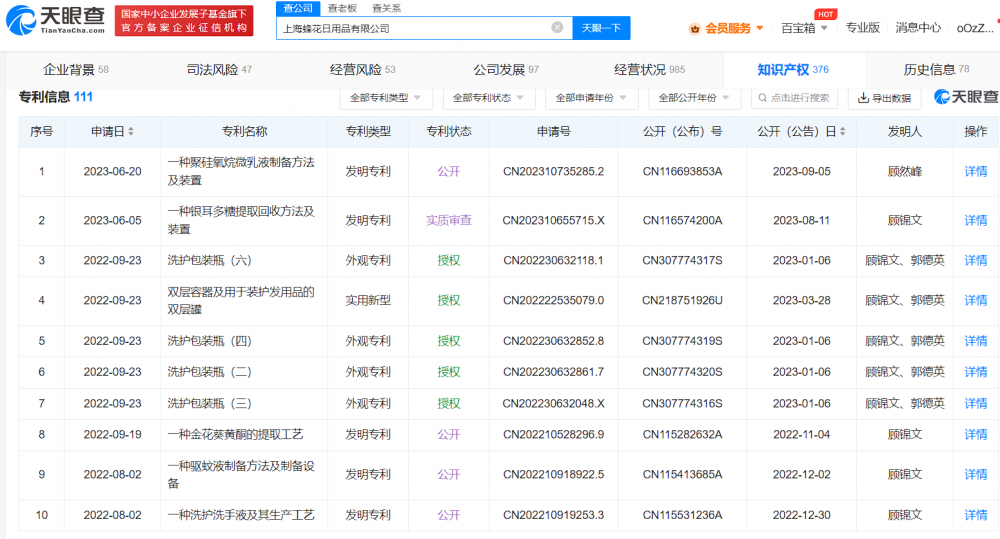 查公司 查老板 查关系
天眼查
TianYanCha.com
国家中小企业发展子基金旗下
官方备案企业征信机构
上海蜂花日用品有限公司
天眼一下
会员服务
百宝箱
HOT
专业版
消息中心
oOzZ...
企业背景 58 司法风险 47 经营风险 53 公司发展 97 经营状况 985 知识产权 376 历史信息 78
专利信息 111
全部专利类型 全部专利状态 全部申请年份 全部公开年份 点击进行搜索 导出数据 天眼查
序号 申请日 专利名称 专利类型 专利状态 申请号 公开（公布）号 公开（公告）日 发明人 操作
1 2023-06-20 一种聚硅氧烷微乳液制备方法
及装置 发明专利 公开 CN202310735285.2 CN116693853A 2023-09-05 顾然峰 详情
2 2023-06-05 一种银耳多糖提取回收方法及
装置 发明专利 实质审查 CN202310655715.X CN116574200A 2023-08-11 顾锦文 详情
3 2022-09-23 洗护包装瓶（六） 外观专利 授权 CN202230632118.1 CN307774317S 2023-01-06 顾锦文、郭德英 详情
4 2022-09-23 双层容器及用于装护发用品的
双层罐 实用新型 授权 CN202222535079.0 CN218751926U 2023-03-28 顾锦文、郭德英 详情
5 2022-09-23 洗护包装瓶（四） 外观专利 授权 CN202230632852.8 CN307774319S 2023-01-06 顾锦文、郭德英 详情
6 2022-09-23 洗护包装瓶（二） 外观专利 授权 CN202230632861.7 CN307774320S 2023-01-06 顾锦文、郭德英 详情
7 2022-09-23 洗护包装瓶（三） 外观专利 授权 CN202230632048.X CN307774316S 2023-01-06 顾锦文、郭德英 详情
8 2022-09-19 一种金花葵黄酮的提取工艺 发明专利 公开 CN202210528296.9 CN115282632A 2022-11-04 顾锦文 详情
9 2022-08-02 一种驱蚊液制备方法及制备设
备 发明专利 公开 CN202210918922.5 CN115413685A 2022-12-02 顾锦文 详情
10 2022-08-02 一种洗护洗手液及其生产工艺 发明专利 公开 CN202210919253.3 CN115531236A 2022-12-30 顾锦文 详情